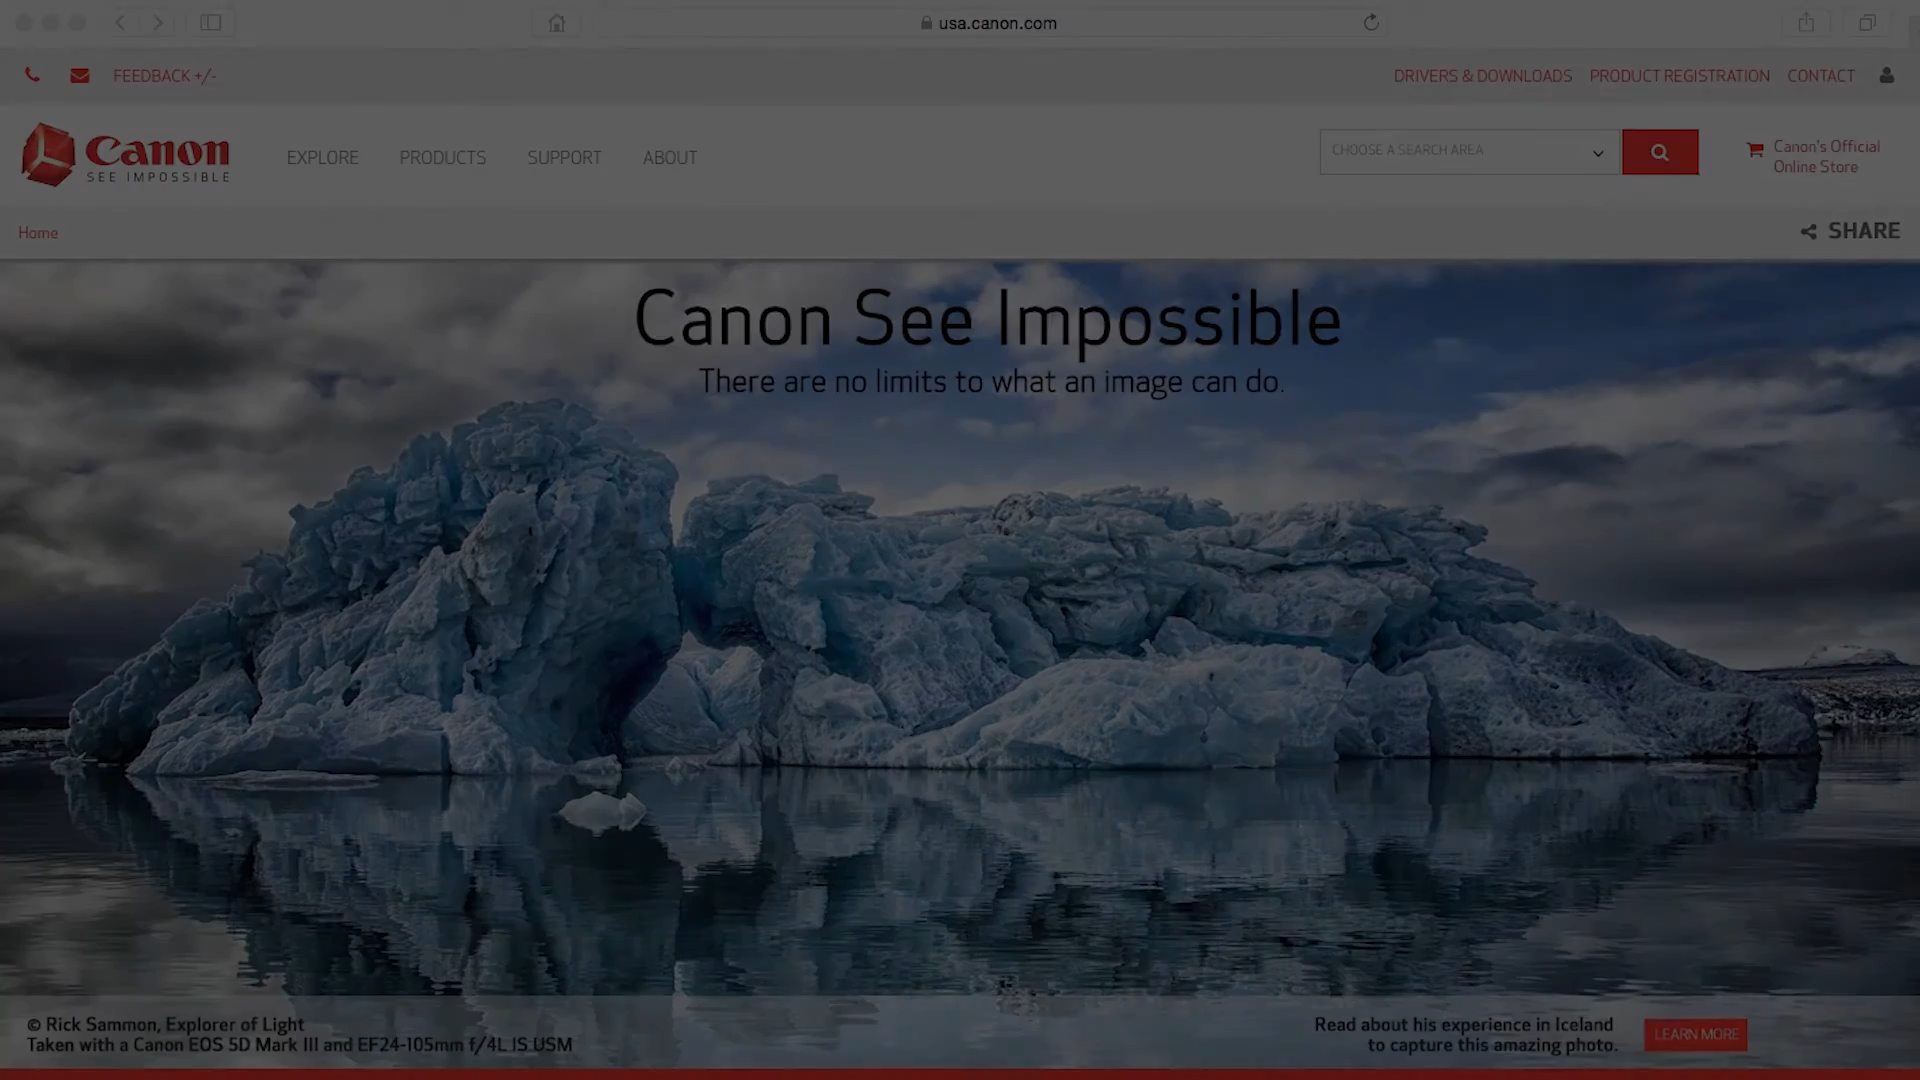 usa.canon.com
FEEDBACK +/-
DRIVERS & DOWNLOADS PRODUCT REGISTRATION CONTACT
Canon
SEE IMPOSSIBLE
EXPLORE PRODUCTS SUPPORT ABOUT
CHOOSE A SEARCH AREA
Canon's Official
Online Store
Home
SHARE
Canon See Impossible
There are no limits to what an image can do.
© Rick Sammon, Explorer of Light
Taken with a Canon EOS 5D Mark III and EF24-105mm f/4L IS USM
Read about his experience in Iceland
to capture this amazing photo.
LEARN MORE